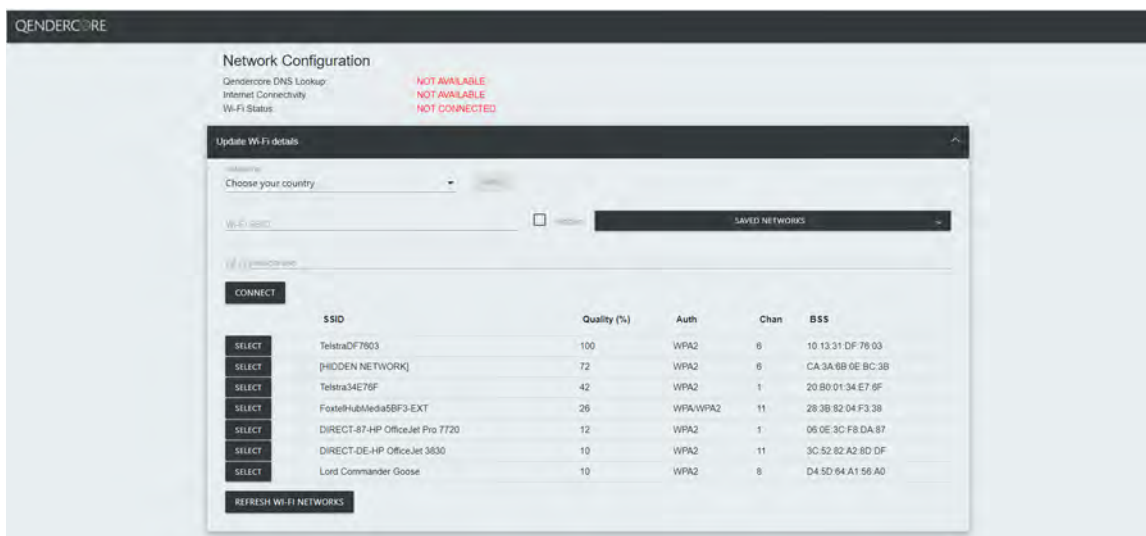 QENDERCORE
Network Configuration
Qendercore DNS Lookup: NOT AVAILABLE
Internet Connectivity NOT AVAILABLE
Wi-Fi Status: NOT CONNECTED
Update Wi-Fi details
Choose your country
Wi-Fi SSID
SAVED NETWORKS
CONNECT
SSID Quality (%) Auth Chan BSS
SELECT TelstraDF7603 100 WPA2 6 10:13:31:DF:76:03
SELECT [HIDDEN NETWORK] 72 WPA2 6 CA:3A:6B:0E:BC:3B
SELECT Telstra34E76F 42 WPA2 1 20:B0:01:34:E7:6F
SELECT FoxtelHubMedia5BF3-EXT 26 WPA/WPA2 11 28:3B:82:04:F3:38
SELECT DIRECT-87-HP OfficeJet Pro 7720 12 WPA2 1 06:0E:3C:F8:DA:87
SELECT DIRECT-DE-HP OfficeJet 3830 10 WPA2 11 3C:52:82:A2:8D:DF
SELECT Lord Commander Goose 10 WPA2 8 D4:5D:64:A1:56:A0
REFRESH WI-FI NETWORKS